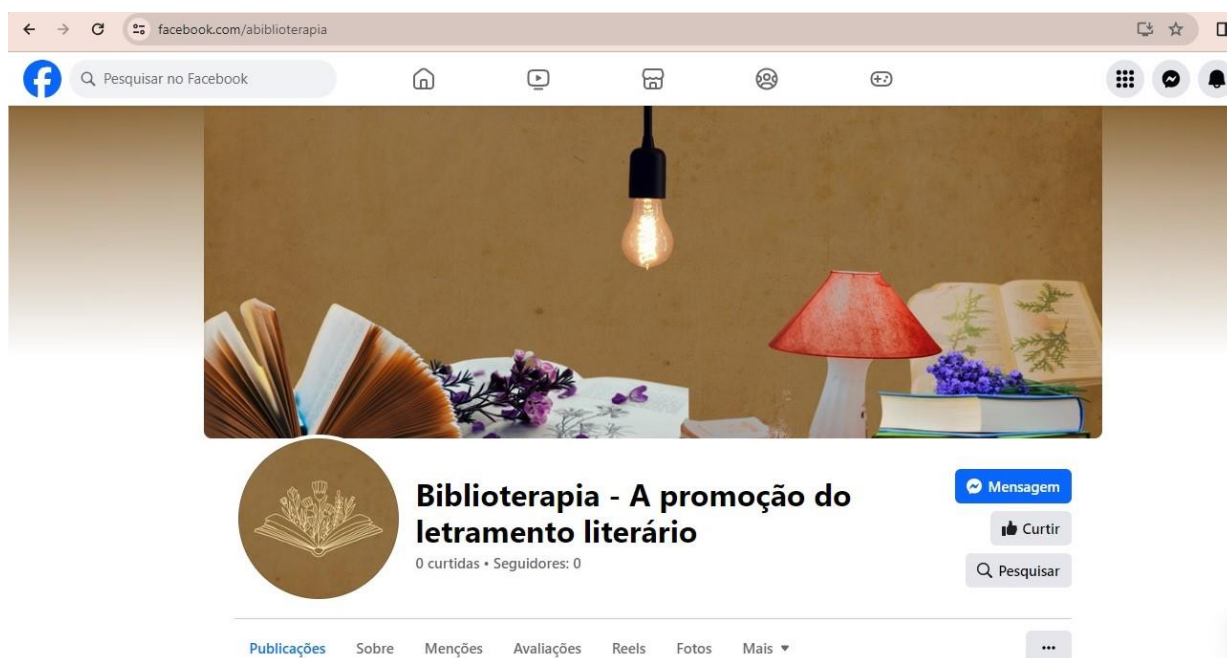 facebook.com/abiblioterapia
Pesquisar no Facebook
Biblioterapia - A promoção do
letramento literário
0 curtidas • Seguidores: 0
Mensagem
Curtir
Pesquisar
Publicações Sobre Menções Avaliações Reels Fotos Mais